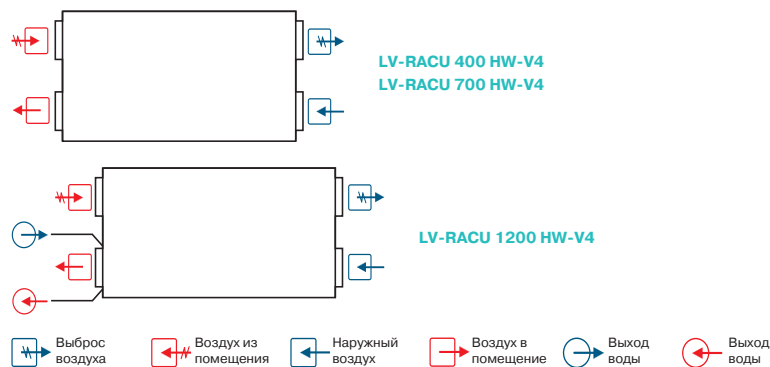 LV-RACU 400 HW-V4
LV-RACU 700 HW-V4
LV-RACU 1200 HW-V4
Выброс воздуха
Воздух из помещения
Наружный воздух
Воздух в помещение
Выход воды
Выход воды